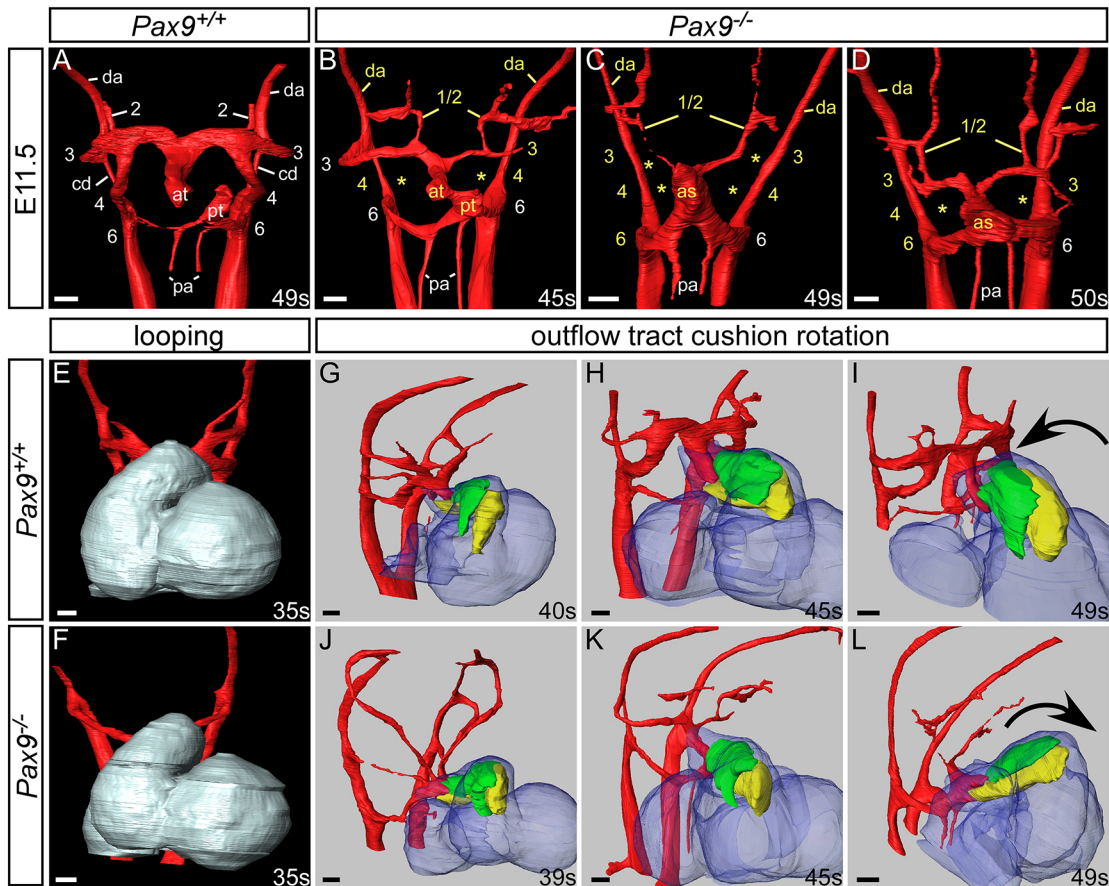 Pax9+/+
Pax9-/-
E11.5
A
da
2
2
da
3
3
cd
cd
at
4
4
pt
6
6
pa
49s
B
da
da
1/2
3
3
4
*
*
4
at
pt
6
6
pa
45s
C
da
da
1/2
3
*
*
3
4
*
4
as
6
6
pa
49s
D
da
da
1/2
3
3
*
*
4
4
as
6
6
pa
50s
looping
outflow tract cushion rotation
Pax9+/+
E
35s
G
40s
H
45s
I
49s
Pax9-/-
F
35s
J
39s
K
45s
L
49s